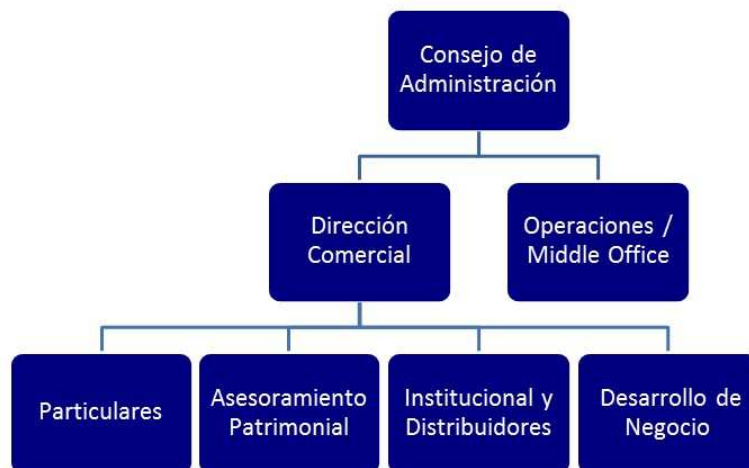 Consejo de
Administración
Dirección
Comercial
Operaciones /
Middle Office
Particulares
Asesoramiento
Patrimonial
Institucional y
Distribuidores
Desarrollo de
Negocio